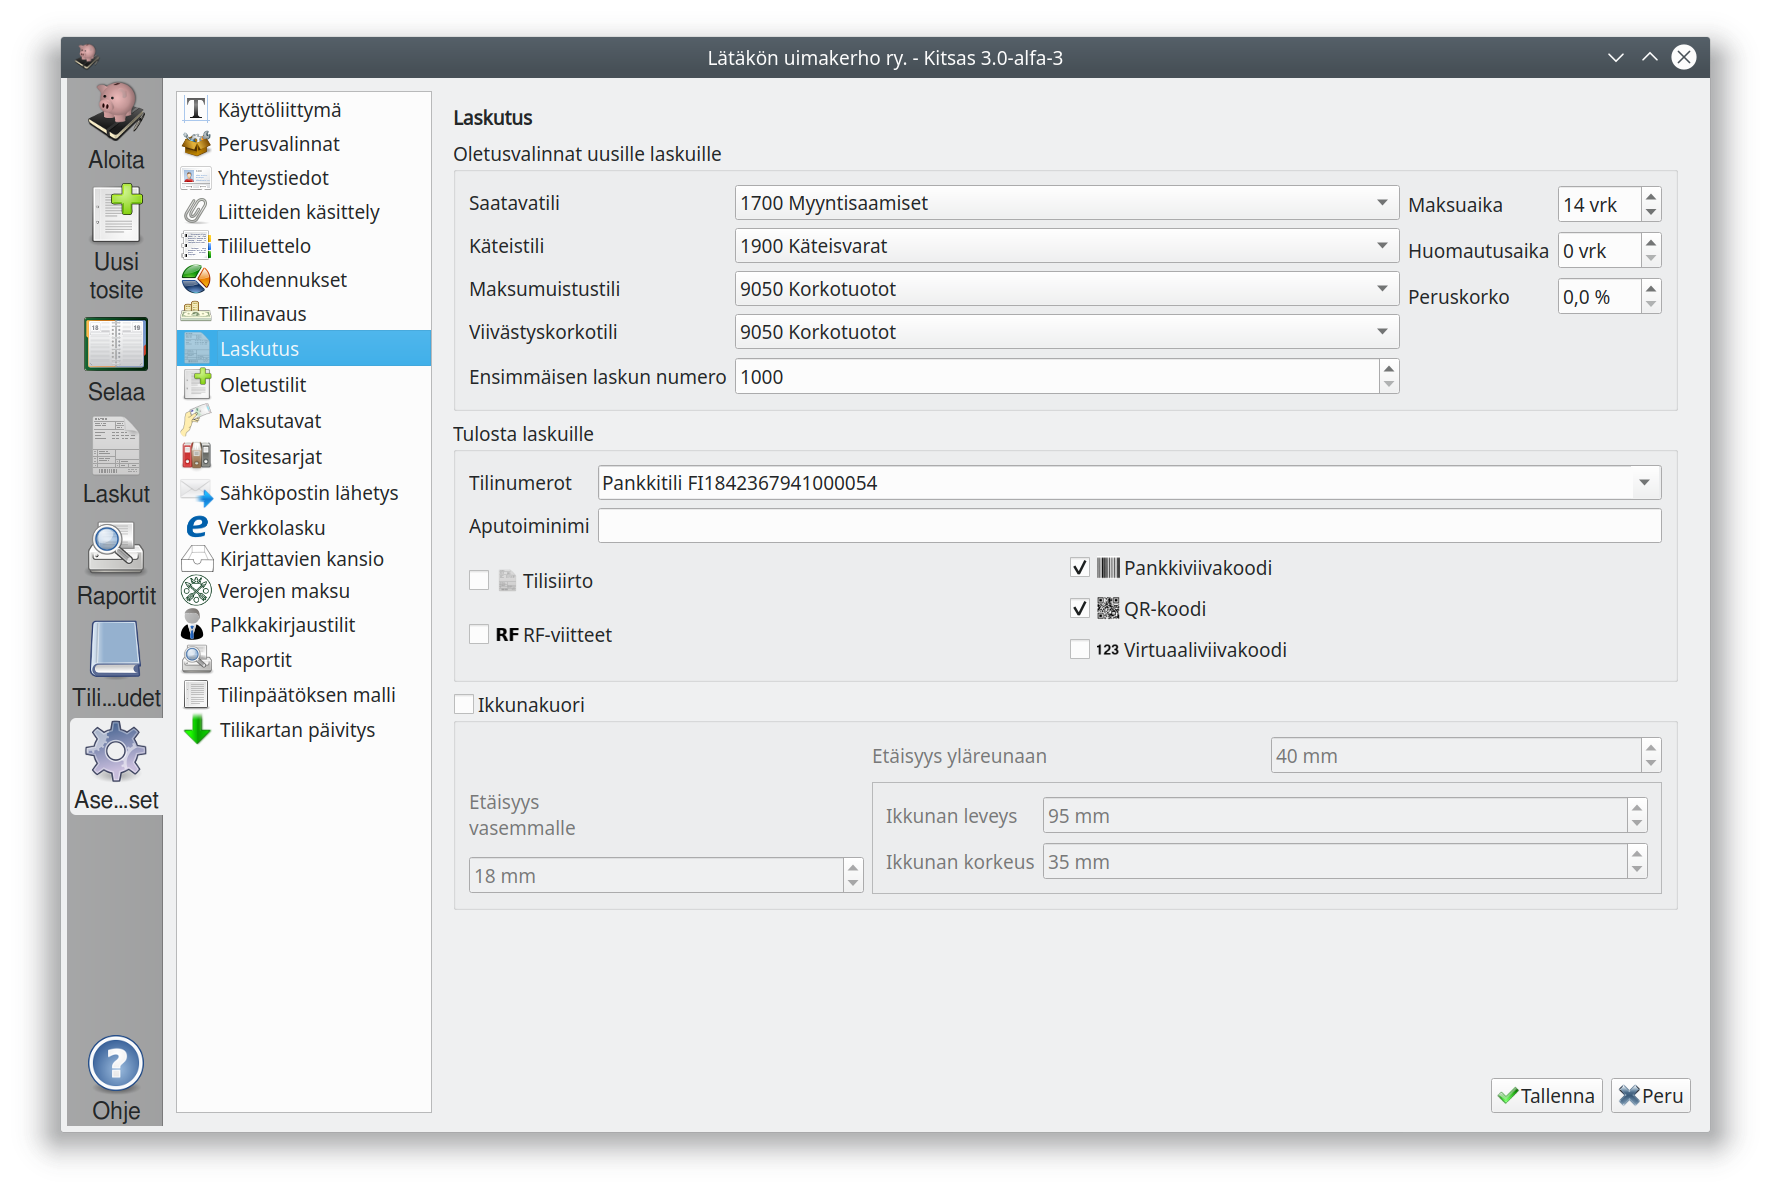 Lätäkön uimakerho ry. - Kitsas 3.0-alfa-3
Aloita
Uusi
tosite
Selaa
Laskut
Raportit
Tili...udet
Ase...set
Ohje
Käyttöliittymä
Perusvalinnat
Yhteystiedot
Liitteiden käsittely
Tililuettelo
Kohdennukset
Tilinavaus
Laskutus
Oletustilit
Maksutavat
Tositesarjat
Sähköpostin lähetys
Verkkolasku
Kirjattavien kansio
Verojen maksu
Palkkakirjaustilit
Raportit
Tilinpäätöksen malli
Tilikartan päivitys
Laskutus
Oletusvalinnat uusille laskuille
Saatavatili 1700 Myyntisaamiset Maksuaika 14 vrk
Käteistili 1900 Käteisvarat Huomautusaika 0 vrk
Maksumuistustili 9050 Korkotuotot Peruskorko 0,0 %
Viivästyskorkotili 9050 Korkotuotot
Ensimmäisen laskun numero 1000
Tulosta laskuille
Tilinumerot Pankkitili FI1842367941000054
Aputoiminimi
Tilisiirto
RF RF-viitteet
Pankkiviivakoodi
QR-koodi
123 Virtuaaliviivakoodi
Ikkunakuori
Etäisyys yläreunaan 40 mm
Etäisyys
vasemmalle
18 mm
Ikkunan leveys 95 mm
Ikkunan korkeus 35 mm
Tallenna Peru